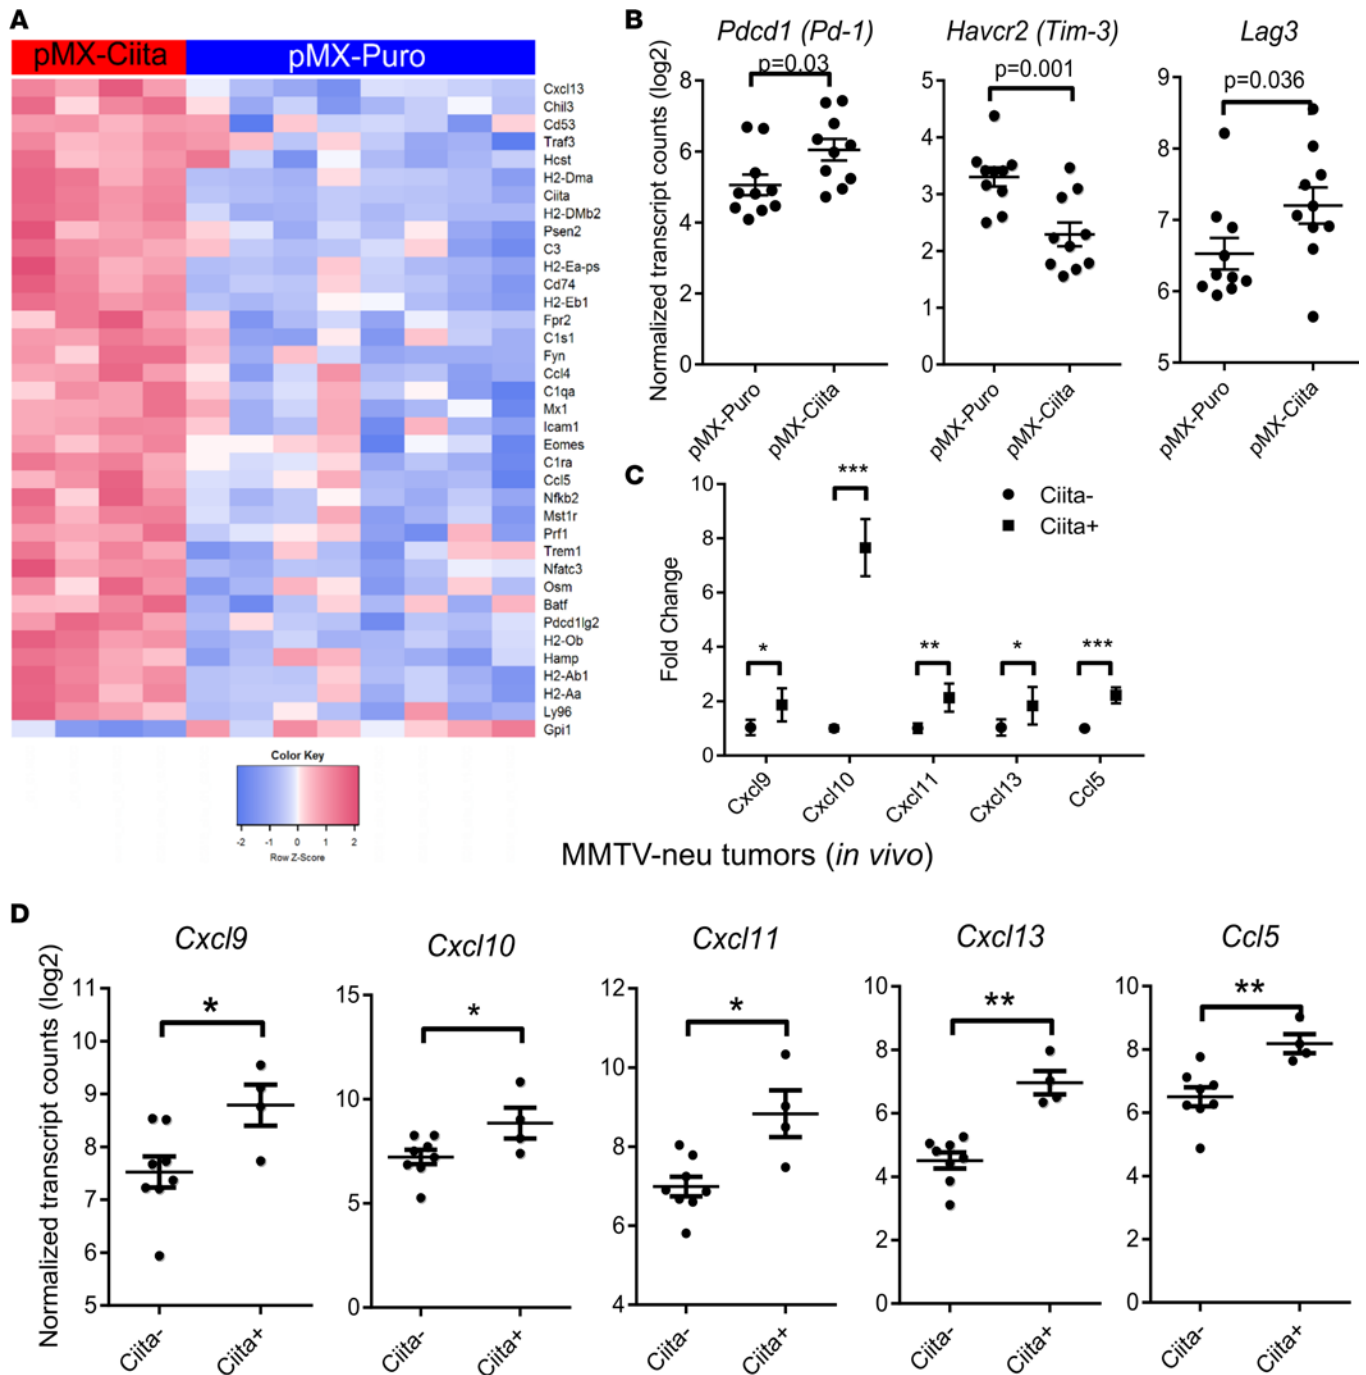 A
pMX-Ciita
pMX-Puro
Cxcl13
Chil3
Cd53
Traf3
Hcst
H2-Dma
Ciita
H2-DMb2
Psen2
C3
H2-Ea-ps
Cd74
H2-Eb1
Fpr2
C1s1
Fyn
Ccl4
C1qa
Mx1
Icam1
Eomes
C1ra
Ccl5
Nfkb2
Mst1r
Prf1
Trem1
Nfatc3
Osm
Batf
Pdcd1lg2
H2-Ob
Hamp
H2-Ab1
H2-Aa
Ly96
Gpi1
Color Key
-2 -1 0 1 2
Row Z-Score
B
Normalized transcript counts (log2)
Pdcd1 (Pd-1)
p=0.03
8
6
4
2
0
pMX-Puro
pMX-Ciita
Havcr2 (Tim-3)
p=0.001
5
4
3
2
1
0
pMX-Puro
pMX-Ciita
Lag3
p=0.036
9
8
7
6
5
pMX-Puro
pMX-Ciita
C
Fold Change
10
8
6
4
2
0
*
***
**
*
***
Ciita-
Ciita+
Cxcl9
Cxcl10
Cxcl11
Cxcl13
Ccl5
MMTV-neu tumors (in vivo)
D
Normalized transcript counts (log2)
Cxcl9
*
11
10
9
8
7
6
5
Ciita-
Ciita+
Cxcl10
*
15
10
5
0
Ciita-
Ciita+
Cxcl11
*
12
10
8
6
4
Ciita-
Ciita+
Cxcl13
**
10
8
6
4
2
0
Ciita-
Ciita+
Ccl5
**
10
8
6
4
2
0
Ciita-
Ciita+